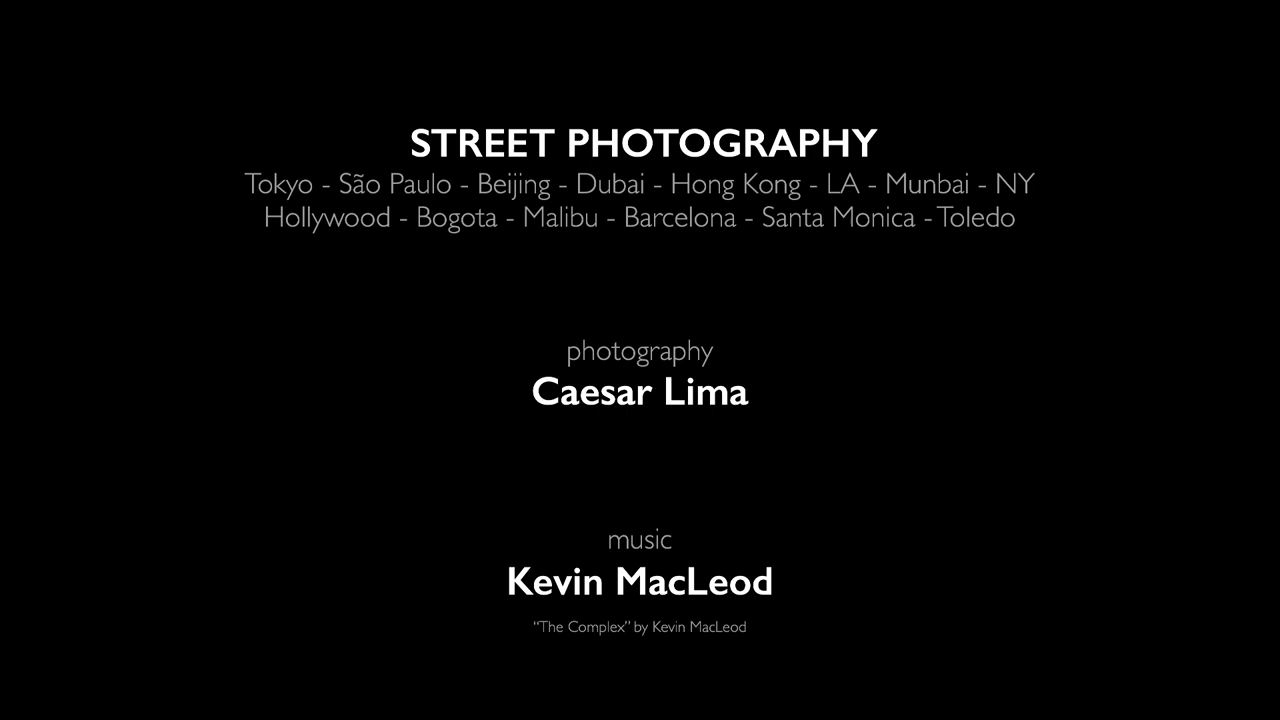 STREET PHOTOGRAPHY
Tokyo - São Paulo - Beijing - Dubai - Hong Kong - LA - Munbai - NY
Hollywood - Bogota - Malibu - Barcelona - Santa Monica - Toledo
photography
Caesar Lima
music
Kevin MacLeod
“The Complex” by Kevin MacLeod